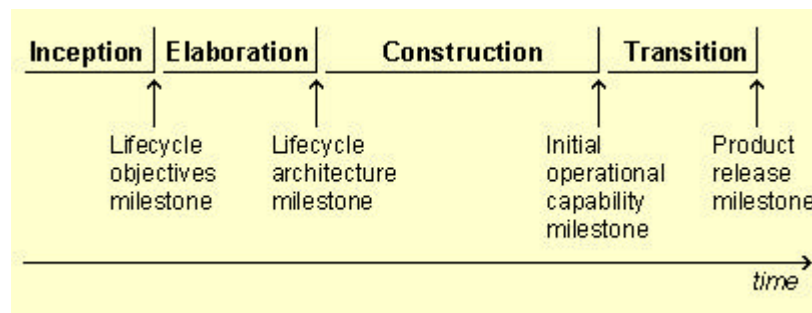 Inception Elaboration Construction Transition
Lifecycle
objectives
milestone
Lifecycle
architecture
milestone
Initial
operational
capability
milestone
Product
release
milestone
time